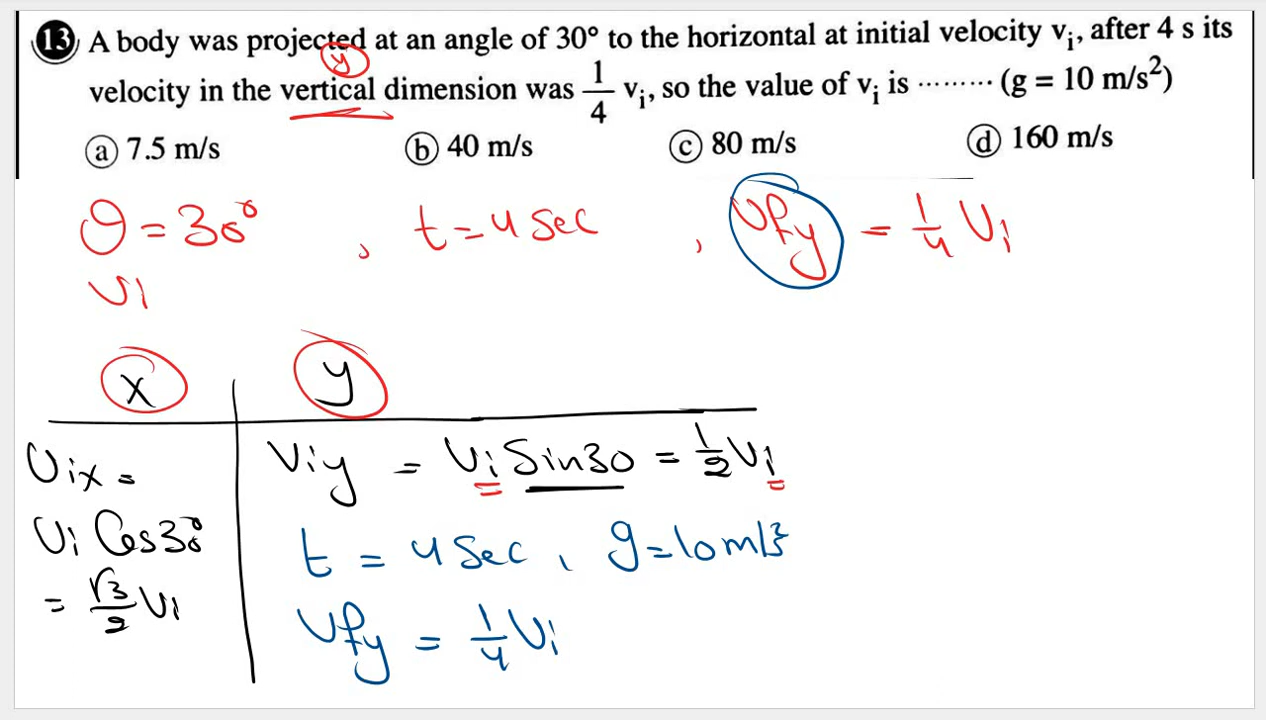 13 A body was projected at an angle of 30° to the horizontal at initial velocity vᵢ, after 4 s its
y
velocity in the vertical dimension was 1/4 vᵢ, so the value of vᵢ is ········· (g = 10 m/s²)
ⓐ 7.5 m/s ⓑ 40 m/s ⓒ 80 m/s ⓓ 160 m/s
θ = 30° , t = 4 sec , Vfy = 1/4 Vi
Vi
x y
Vix =
Vi Cos30°
= √3/2 Vi
Viy = Vi Sin30 = 1/2 Vi
t = 4 sec , g = 10 m/s²
Vfy = 1/4 Vi